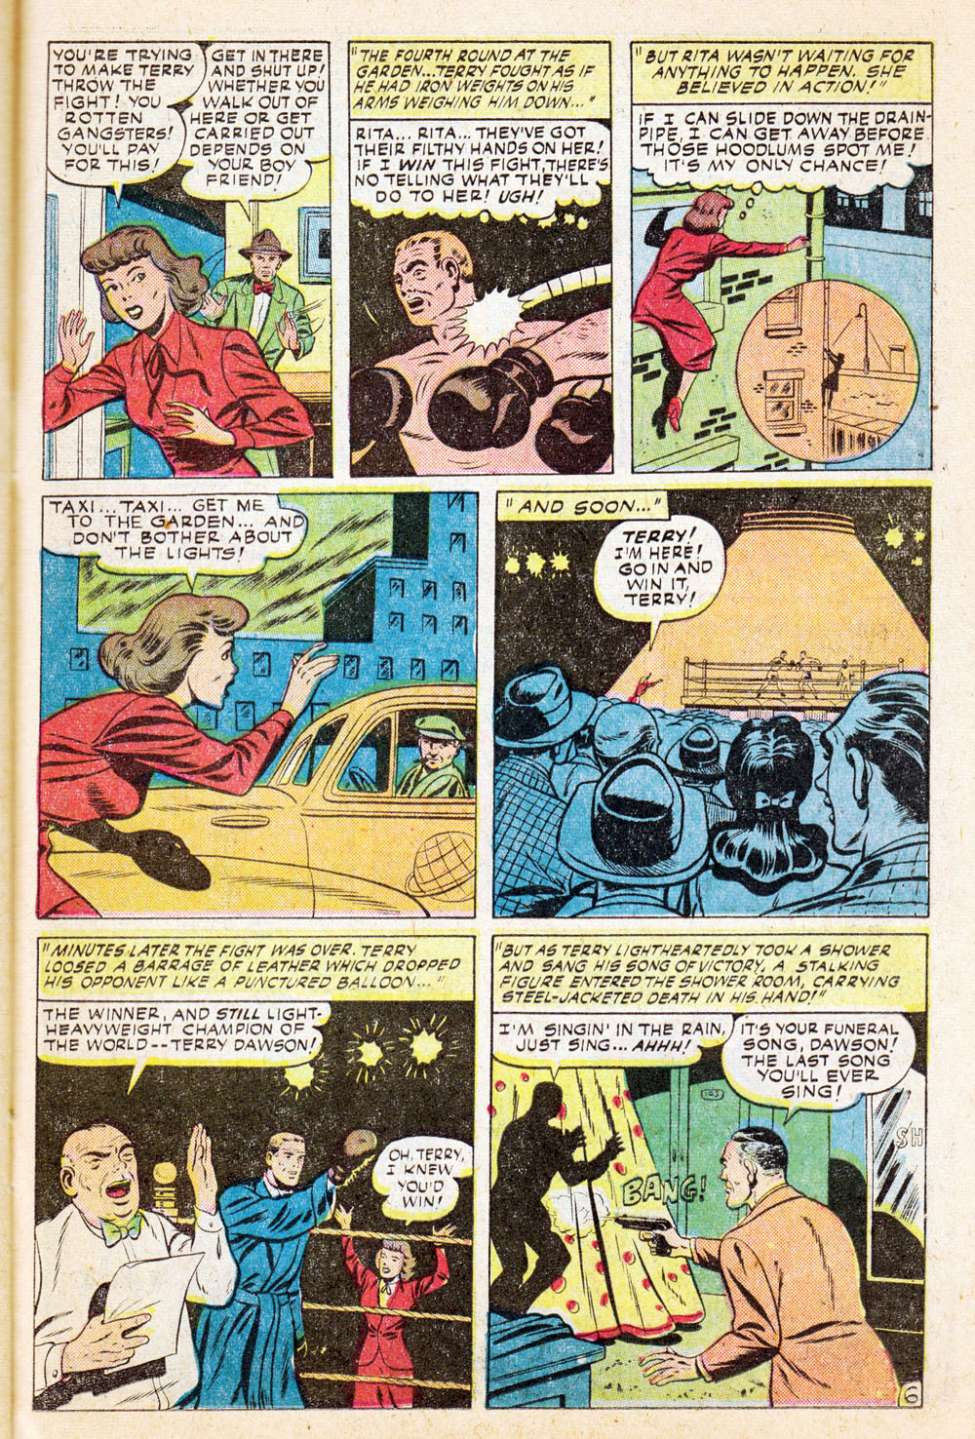 YOU'RE TRYING
TO MAKE TERRY
THROW THE
FIGHT! YOU
ROTTEN
GANGSTERS!
YOU'LL PAY
FOR THIS!
GET IN THERE
AND SHUT UP!
WHETHER YOU
WALK OUT OF
HERE OR GET
CARRIED OUT
DEPENDS ON
YOUR BOY
FRIEND!
"THE FOURTH ROUND AT THE
GARDEN...TERRY FOUGHT AS IF
HE HAD IRON WEIGHTS ON HIS
ARMS WEIGHING HIM DOWN..."
RITA... RITA... THEY'VE GOT
THEIR FILTHY HANDS ON HER!
IF I WIN THIS FIGHT, THERE'S
NO TELLING WHAT THEY'LL
DO TO HER! UGH!
"BUT RITA WASN'T WAITING FOR
ANYTHING TO HAPPEN. SHE
BELIEVED IN ACTION!"
IF I CAN SLIDE DOWN THE DRAIN-
PIPE, I CAN GET AWAY BEFORE
THOSE HOODLUMS SPOT ME!
IT'S MY ONLY CHANCE!
TAXI... TAXI... GET ME
TO THE GARDEN... AND
DON'T BOTHER ABOUT
THE LIGHTS!
"AND SOON..."
TERRY!
I'M HERE!
GO IN AND
WIN IT,
TERRY!
"MINUTES LATER THE FIGHT WAS OVER. TERRY
LOOSED A BARRAGE OF LEATHER WHICH DROPPED
HIS OPPONENT LIKE A PUNCTURED BALLOON..."
THE WINNER, AND STILL LIGHT-
HEAVYWEIGHT CHAMPION OF
THE WORLD--TERRY DAWSON!
OH, TERRY,
I KNEW
YOU'D
WIN!
"BUT AS TERRY LIGHTHEARTEDLY TOOK A SHOWER
AND SANG HIS SONG OF VICTORY, A STALKING
FIGURE ENTERED THE SHOWER ROOM, CARRYING
STEEL-JACKETED DEATH IN HIS HAND!"
I'M SINGIN' IN THE RAIN,
JUST SING... AHHH!
IT'S YOUR FUNERAL
SONG, DAWSON!
THE LAST SONG
YOU'LL EVER
SING!
SH
BANG!
6